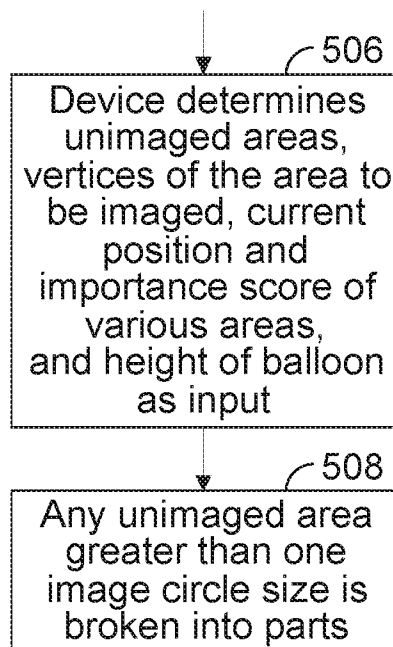 506
Device determines
unimaged areas,
vertices of the area to
be imaged, current
position and
importance score of
various areas,
and height of balloon
as input
508
Any unimaged area
greater than one
image circle size is
broken into parts